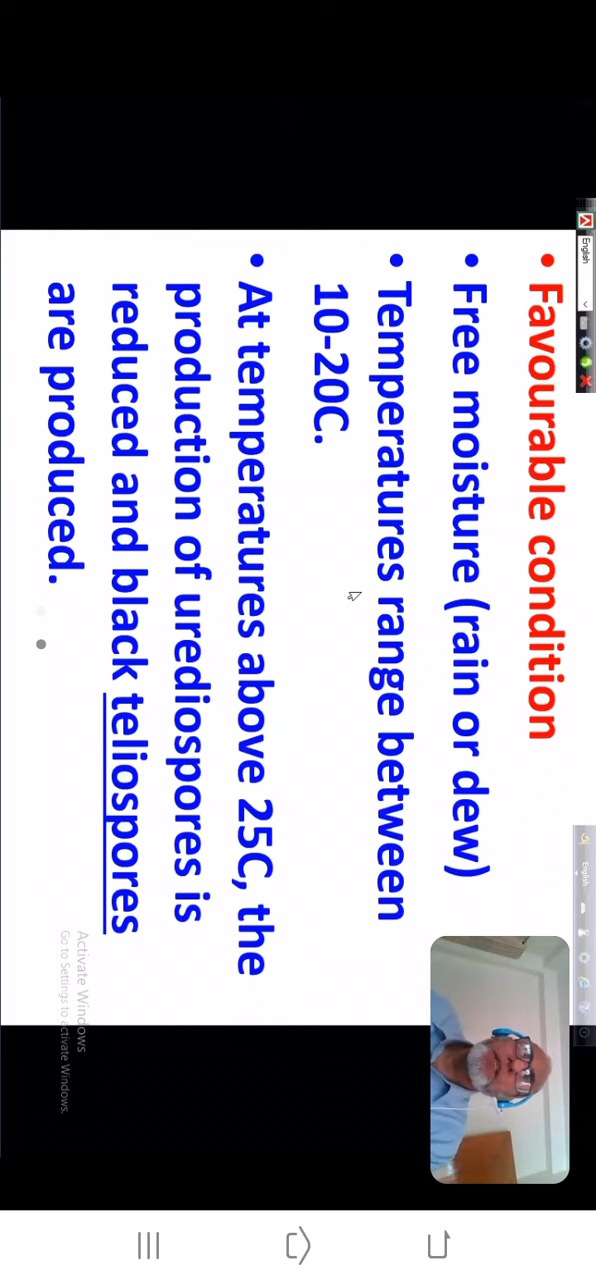 English
• Favourable condition
• Free moisture (rain or dew)
• Temperatures range between
10-20C.
• At temperatures above 25C, the
production of urediospores is
reduced and black teliospores
are produced.
English
Activate Windows
Go to Settings to activate Windows.